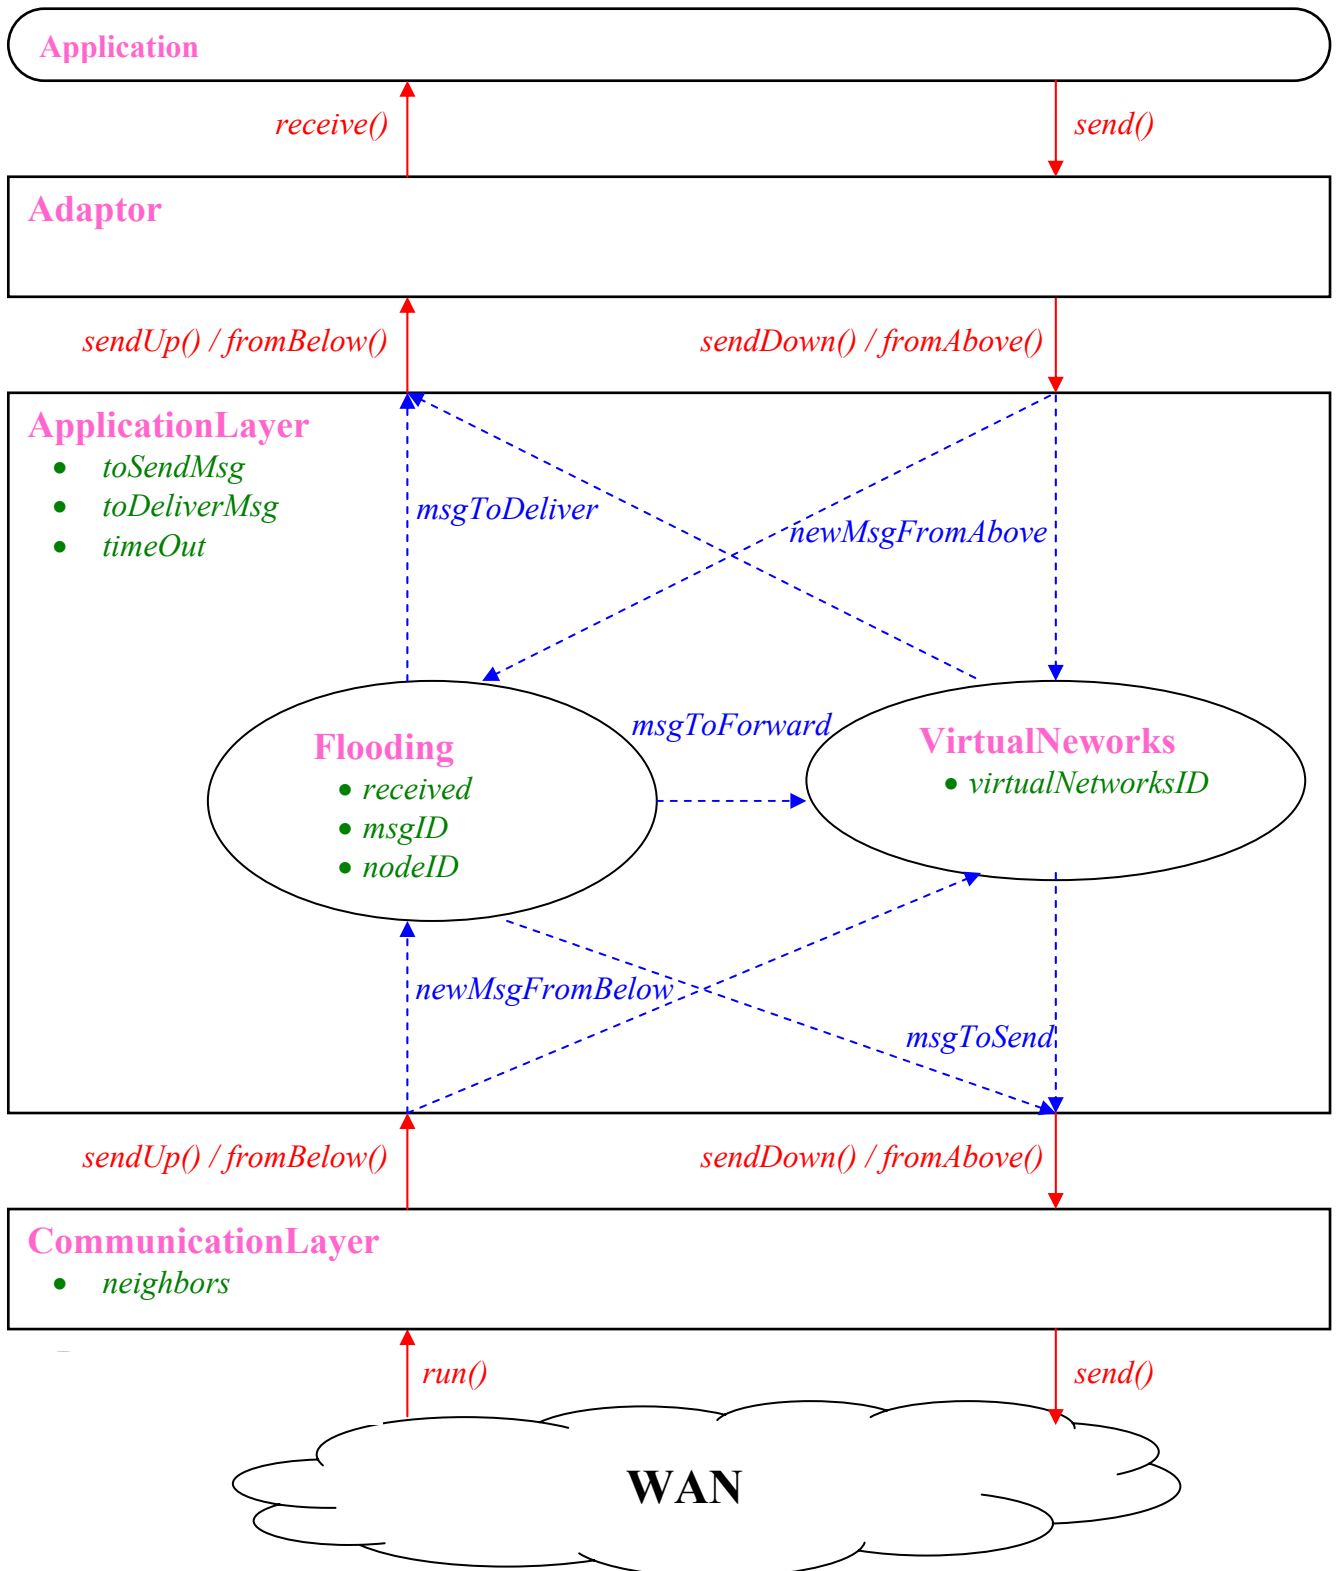 Application
receive()
send()
Adaptor
sendUp() / fromBelow()
sendDown() / fromAbove()
ApplicationLayer
• toSendMsg
• toDeliverMsg
• timeOut
msgToDeliver
newMsgFromAbove
msgToForward
Flooding
• received
• msgID
• nodeID
VirtualNeworks
• virtualNetworksID
newMsgFromBelow
msgToSend
sendUp() / fromBelow()
sendDown() / fromAbove()
CommunicationLayer
• neighbors
run()
send()
WAN